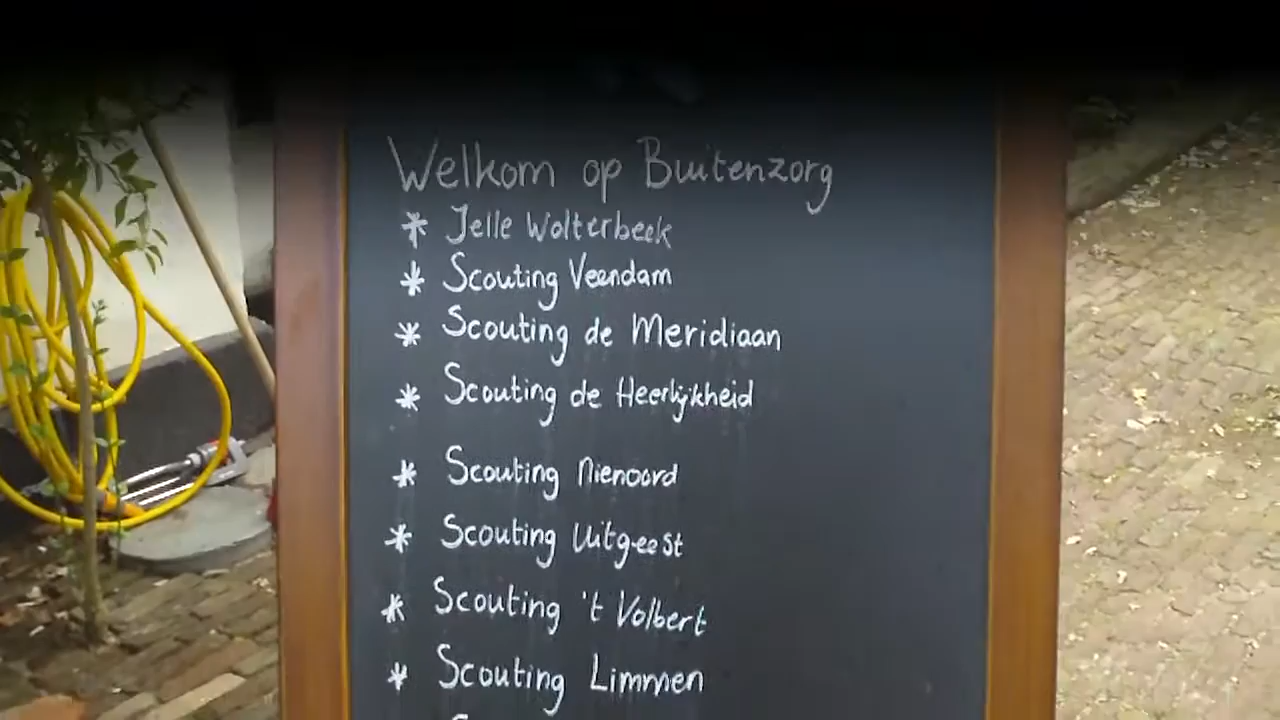 Welkom op Buitenzorg
* Jelle Wolterbeek
* Scouting Veendam
* Scouting de Meridiaan
* Scouting de Heerlijkheid
* Scouting Nienoord
* Scouting Uitgeest
* Scouting 't Volbert
* Scouting Limmen